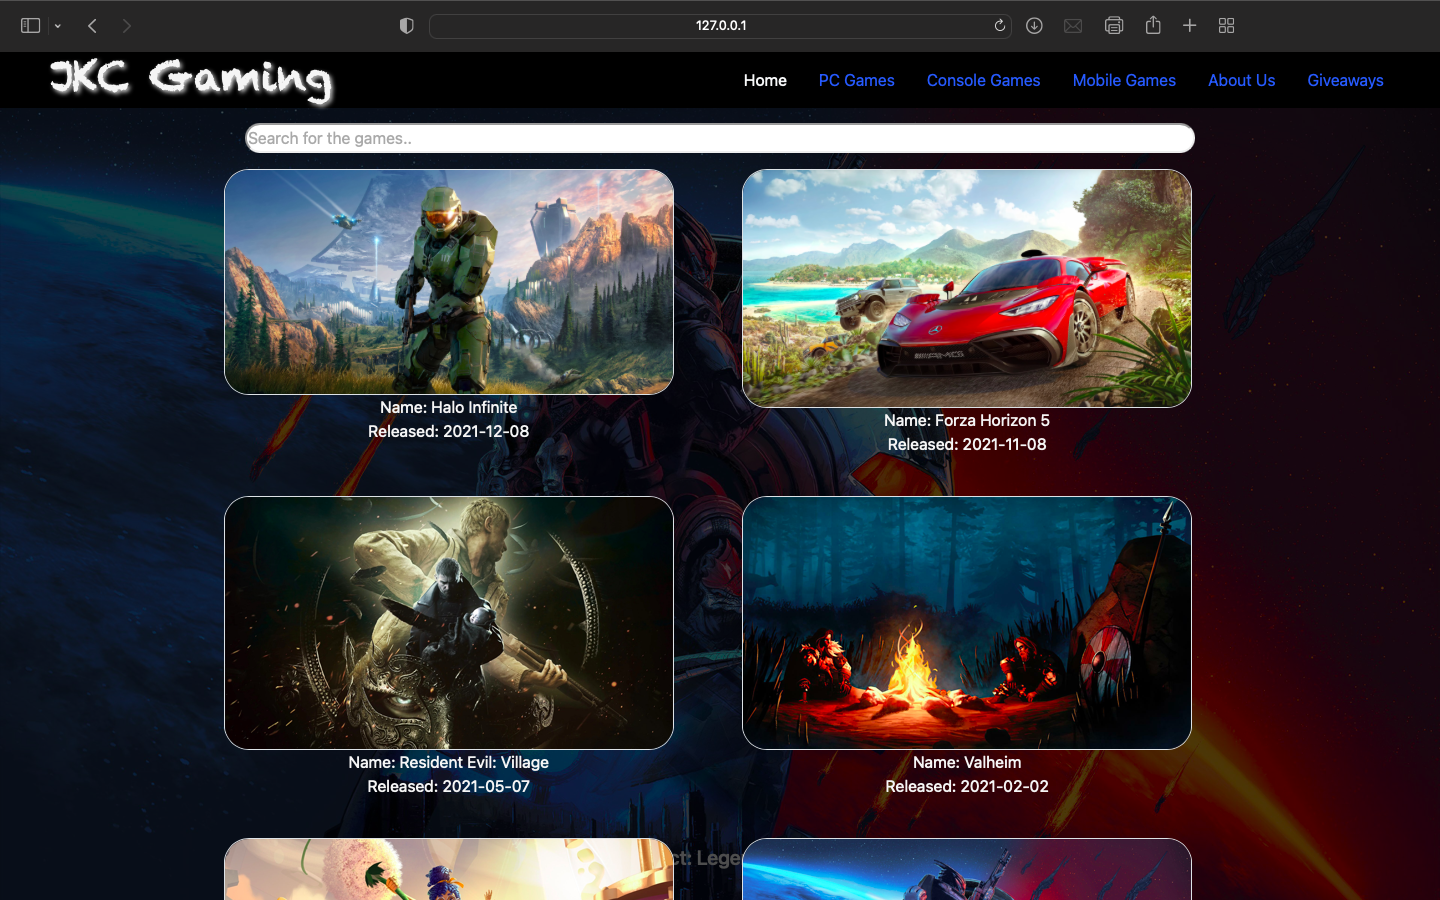 127.0.0.1
JKC Gaming
Home PC Games Console Games Mobile Games About Us Giveaways
Search for the games..
Name: Halo Infinite
Released: 2021-12-08
AMG
Name: Forza Horizon 5
Released: 2021-11-08
Name: Resident Evil: Village
Released: 2021-05-07
Name: Valheim
Released: 2021-02-02
ct: Lege